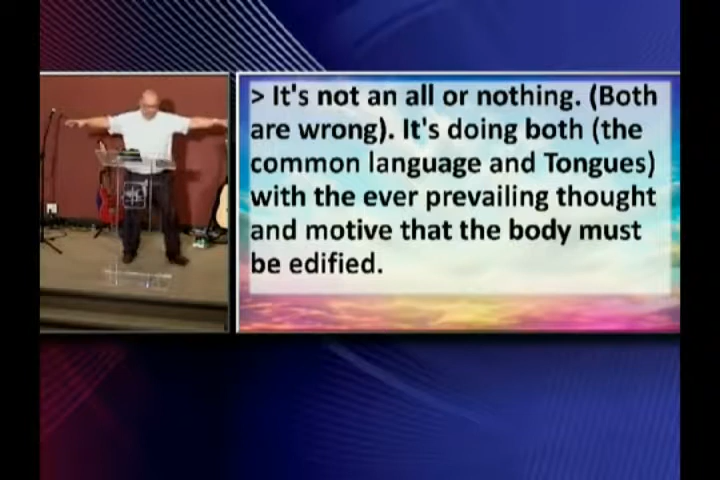 > It's not an all or nothing. (Both
are wrong). It's doing both (the
common language and Tongues)
with the ever prevailing thought
and motive that the body must
be edified.